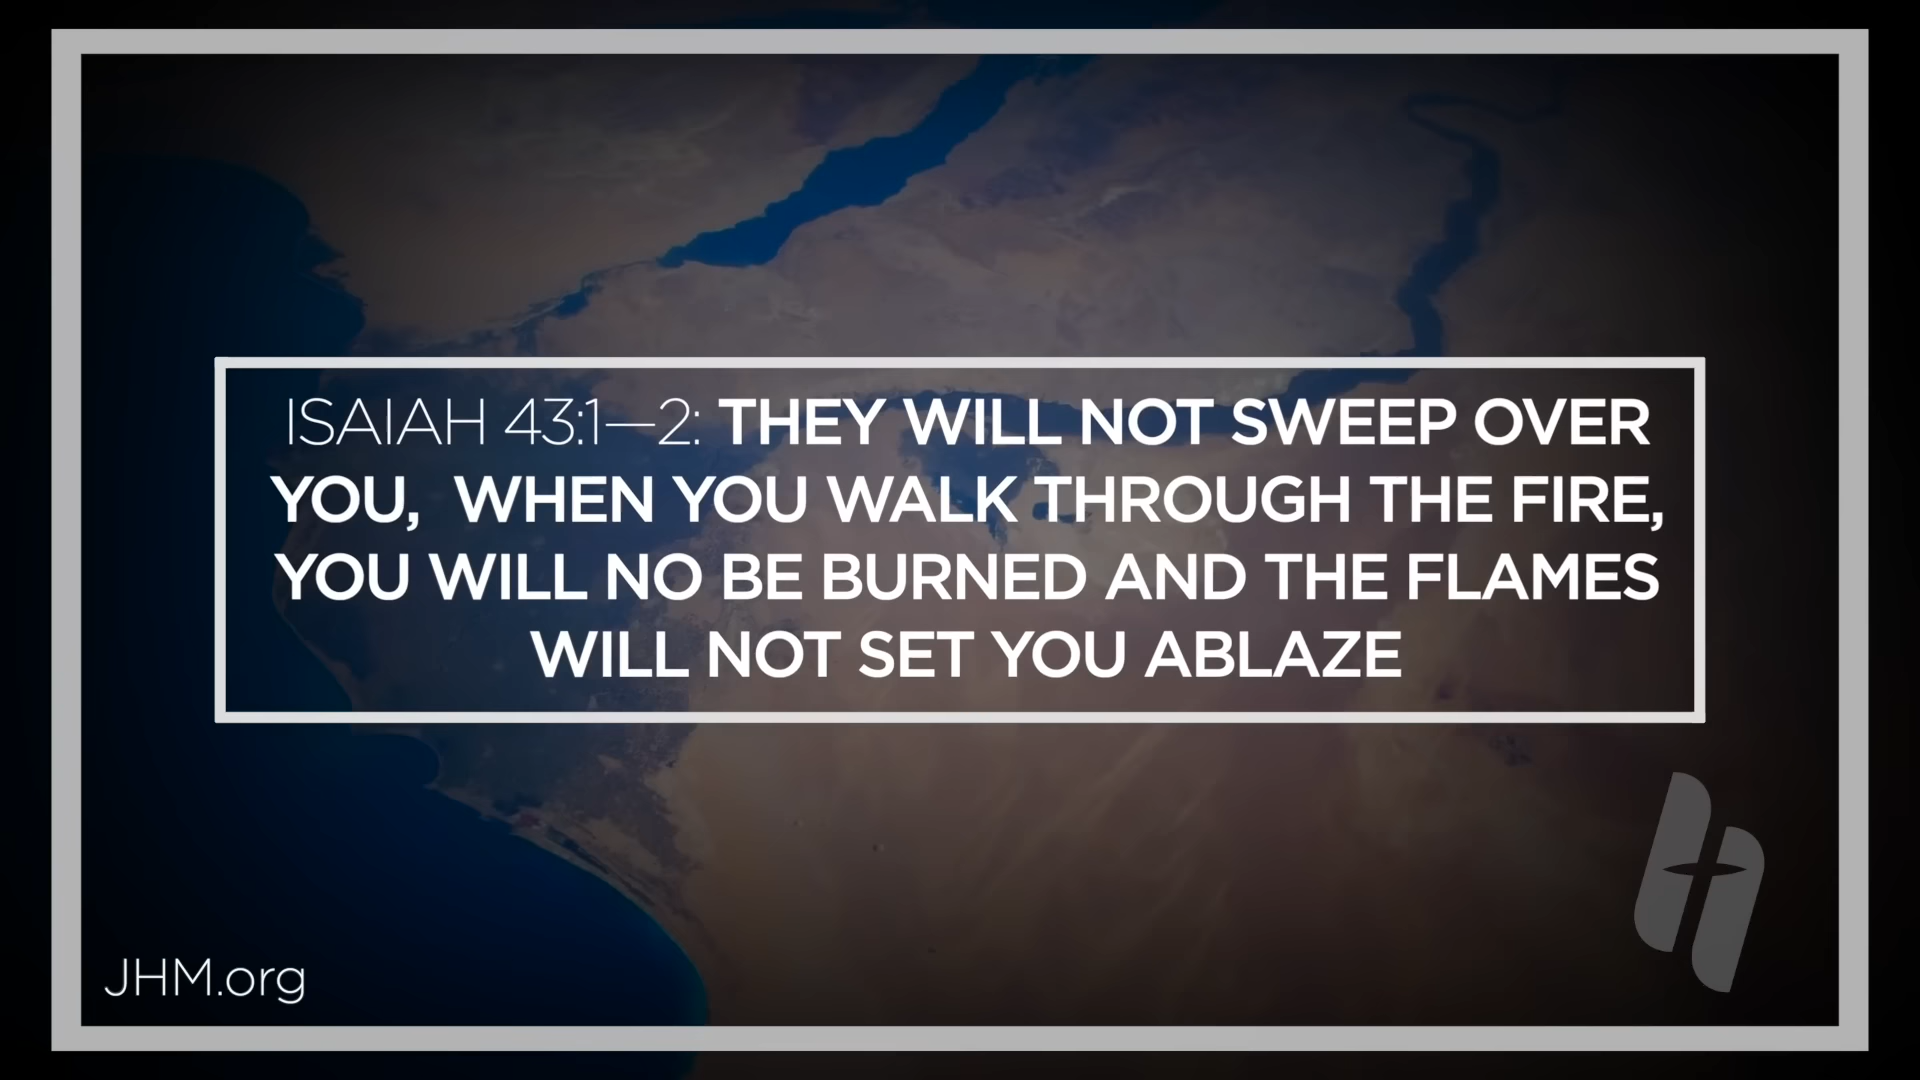 ISAIAH 43:1—2: THEY WILL NOT SWEEP OVER
YOU, WHEN YOU WALK THROUGH THE FIRE,
YOU WILL NO BE BURNED AND THE FLAMES
WILL NOT SET YOU ABLAZE
JHM.org